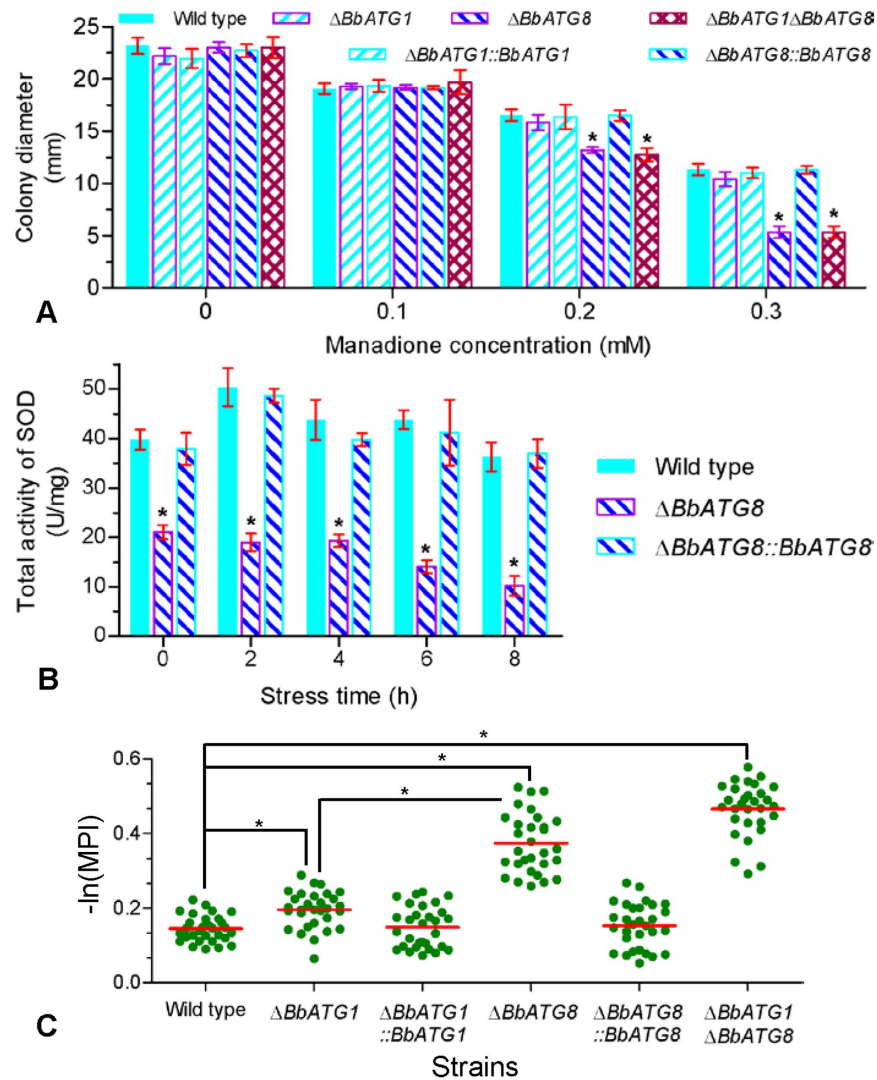 Wild type ΔBbATG1 ΔBbATG8 ΔBbATG1ΔBbATG8
ΔBbATG1::BbATG1 ΔBbATG8::BbATG8
Colony diameter
(mm)
25
20
15
10
5
0
* *
* *
0 0.1 0.2 0.3
Manadione concentration (mM)
A
Total activity of SOD
(U/mg)
50
40
30
20
10
0
* * * * *
0 2 4 6 8
Stress time (h)
B
Wild type
ΔBbATG8
ΔBbATG8::BbATG8
-ln(MPI)
0.6
0.4
0.2
0.0
*
*
*
*
Wild type ΔBbATG1 ΔBbATG1 ΔBbATG8 ΔBbATG8 ΔBbATG1
::BbATG1 ::BbATG8 ΔBbATG8
C
Strains